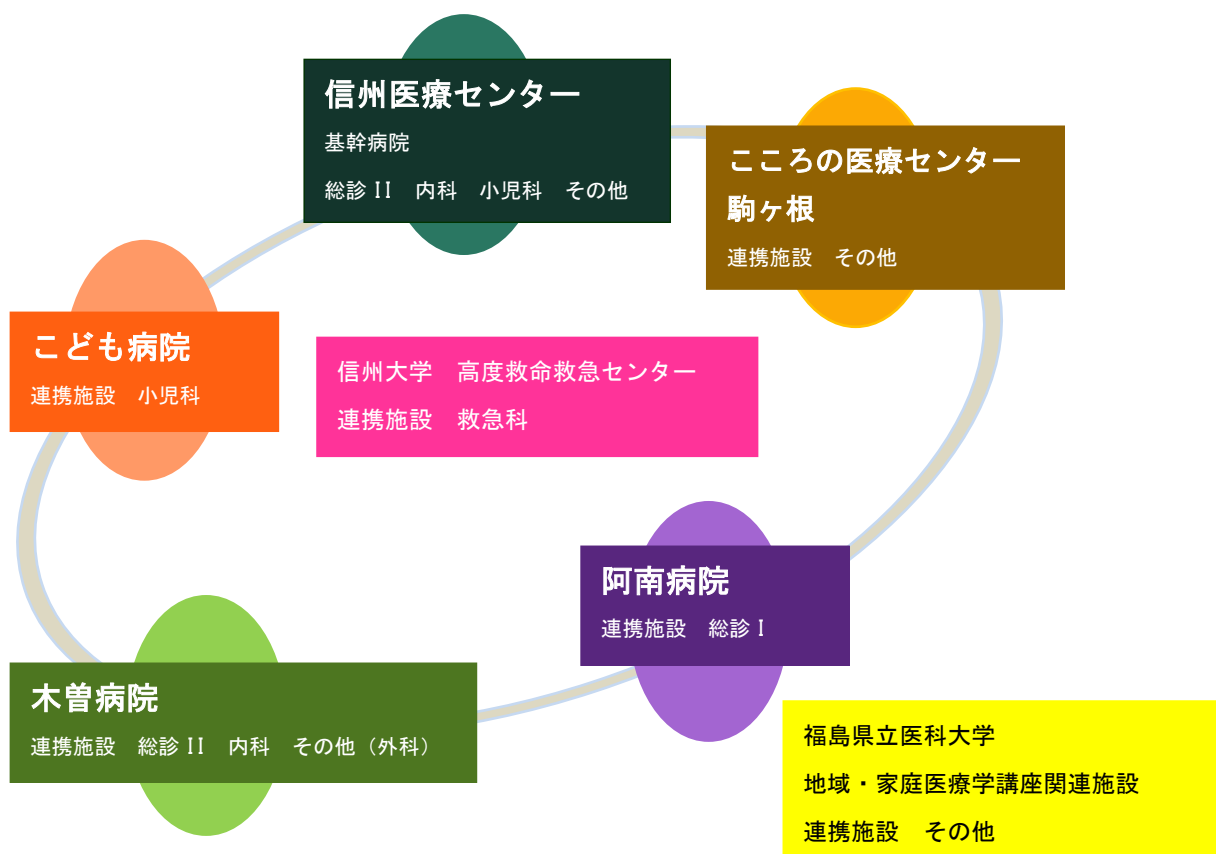 信州医療センター
基幹病院
総診 II　内科　小児科　その他
こころの医療センター
駒ヶ根
連携施設　その他
こども病院
連携施設　小児科
信州大学　高度救命救急センター
連携施設　救急科
阿南病院
連携施設　総診 I
木曽病院
連携施設　総診 II　内科　その他（外科）
福島県立医科大学
地域・家庭医療学講座関連施設
連携施設　その他